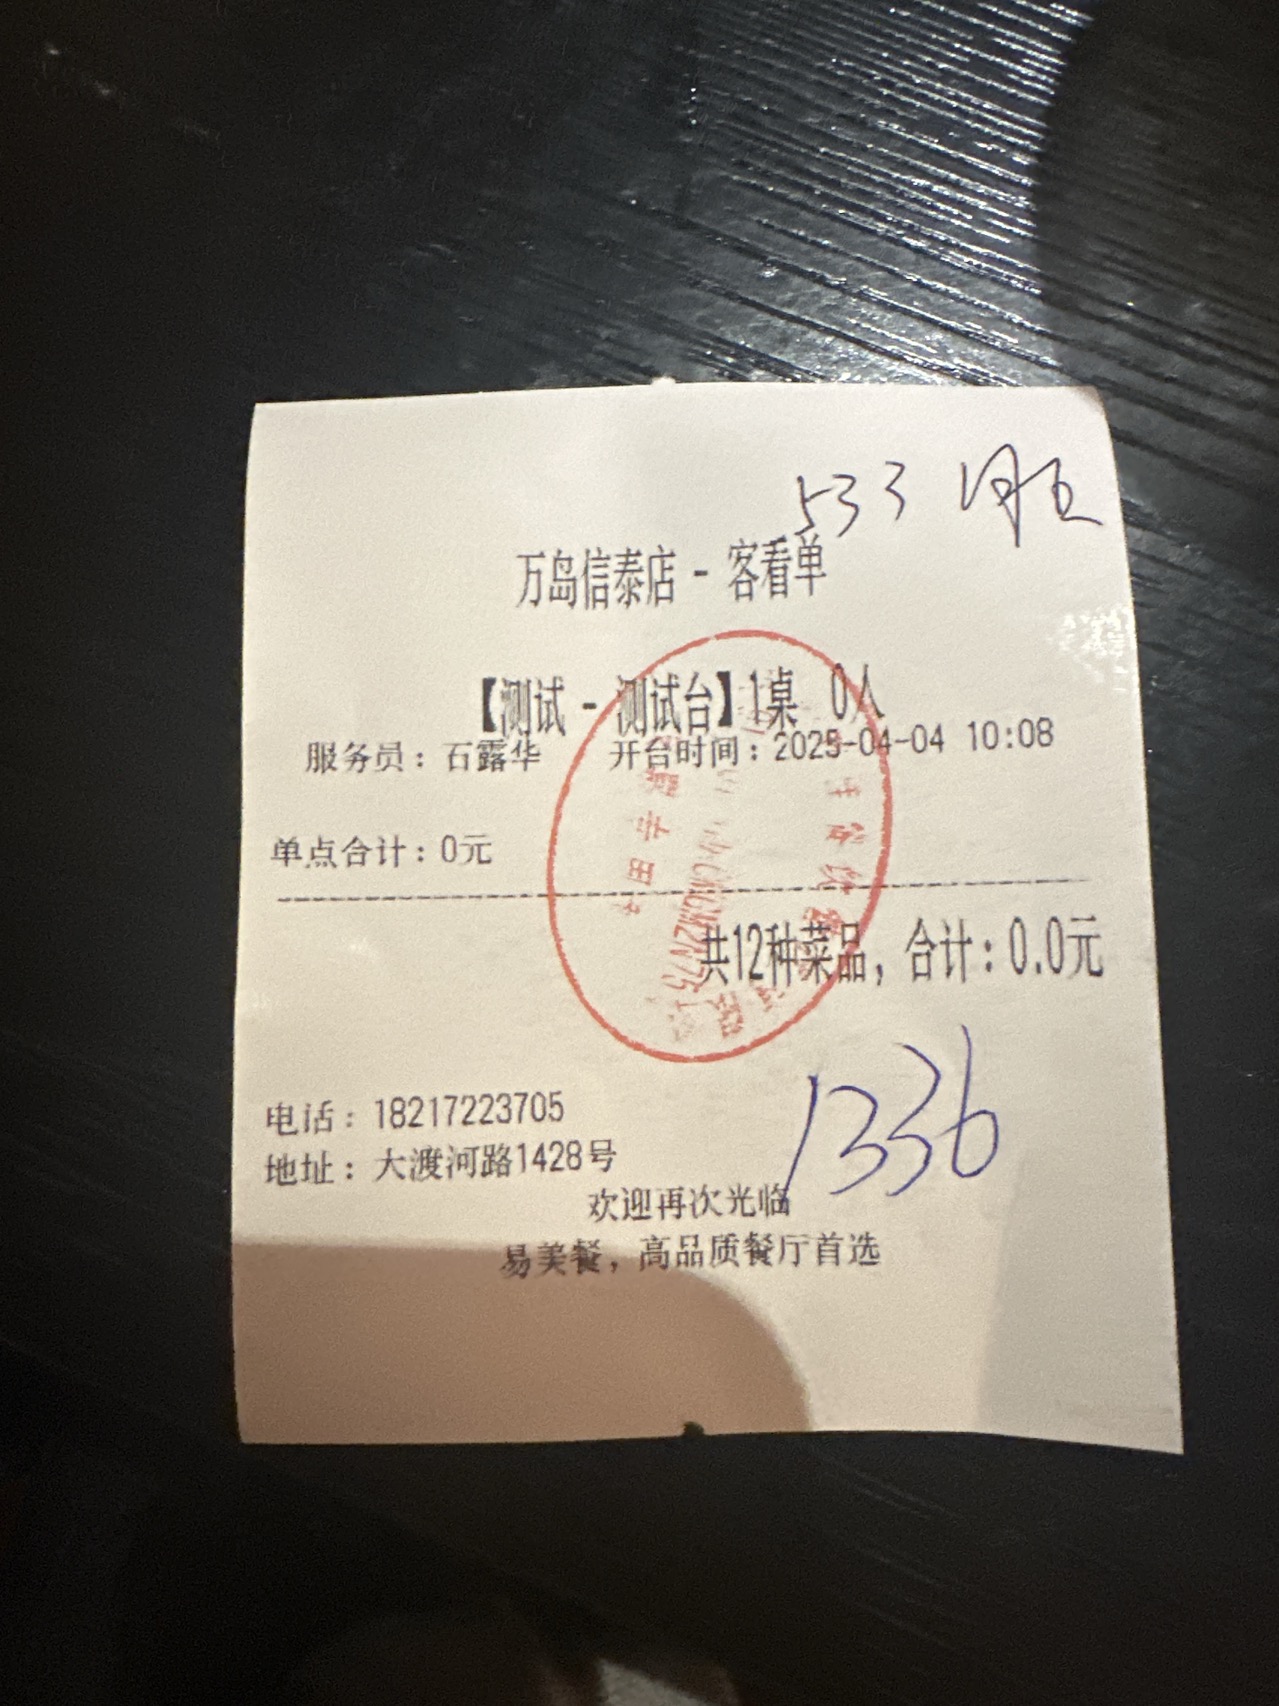 533
万岛信泰店 - 客看单
【测试 - 测试台】1桌 0人
服务员：石露华 开台时间：2025-04-04 10:08
单点合计：0元
共12种菜品，合计：0.0元
1336
电话：18217223705
地址：大渡河路1428号
欢迎再次光临
易美餐，高品质餐厅首选